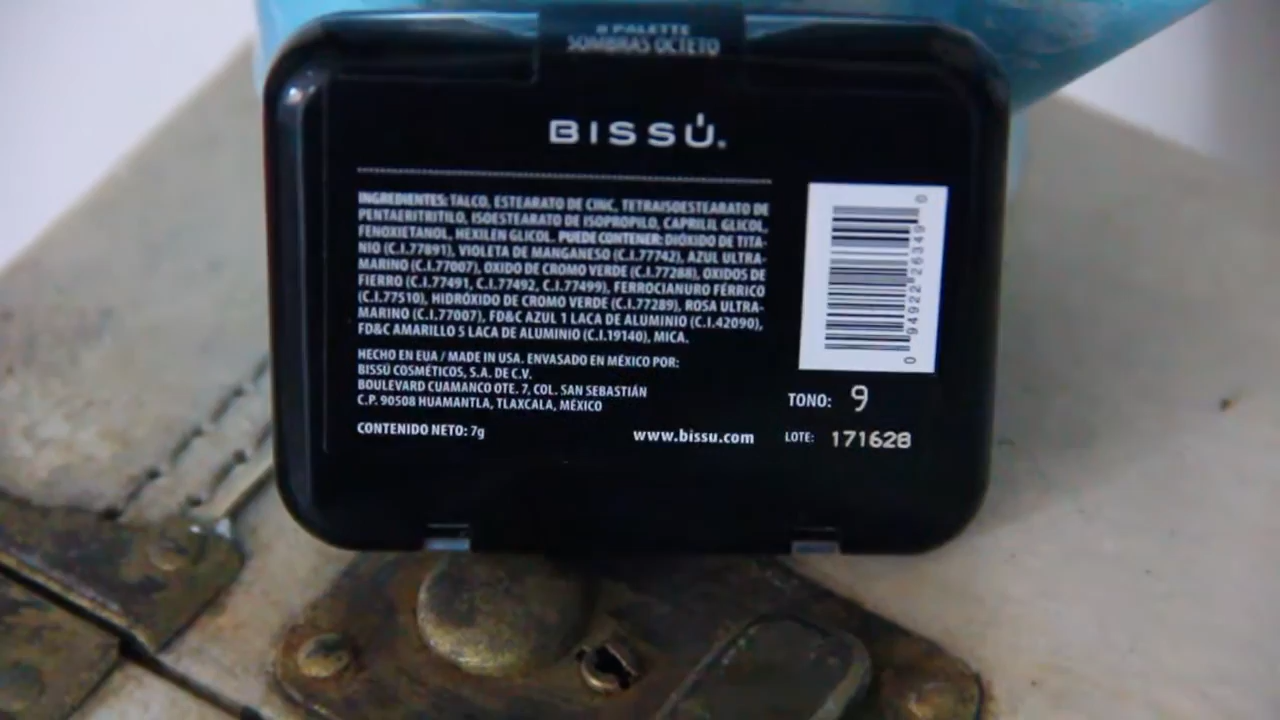 8 PALETTE
SOMBRAS OCTETO
BISSÚ.
INGREDIENTES: TALCO, ESTEARATO DE CINC, TETRAISOESTEARATO DE
PENTAERITRITILO, ISOESTEARATO DE ISOPROPILO, CAPRILIL GLICOL,
FENOXIETANOL, HEXILEN GLICOL. PUEDE CONTENER: DIÓXIDO DE TITA-
NIO (C.I.77891), VIOLETA DE MANGANESO (C.I.77742), AZUL ULTRA-
MARINO (C.I.77007), OXIDO DE CROMO VERDE (C.I.77288), OXIDOS DE
FIERRO (C.I.77491, C.I.77492, C.I.77499), FERROCIANURO FÉRRICO
(C.I.77510), HIDRÓXIDO DE CROMO VERDE (C.I.77289), ROSA ULTRA-
MARINO (C.I.77007), FD&C AZUL 1 LACA DE ALUMINIO (C.I.42090),
FD&C AMARILLO 5 LACA DE ALUMINIO (C.I.19140), MICA.
HECHO EN EUA / MADE IN USA. ENVASADO EN MÉXICO POR:
BISSÚ COSMÉTICOS, S.A. DE C.V.
BOULEVARD CUAMANCO OTE. 7, COL. SAN SEBASTIÁN
C.P. 90508 HUAMANTLA, TLAXCALA, MÉXICO
CONTENIDO NETO: 7g
www.bissu.com
0 94922 26349 0
TONO: 9
LOTE: 171628